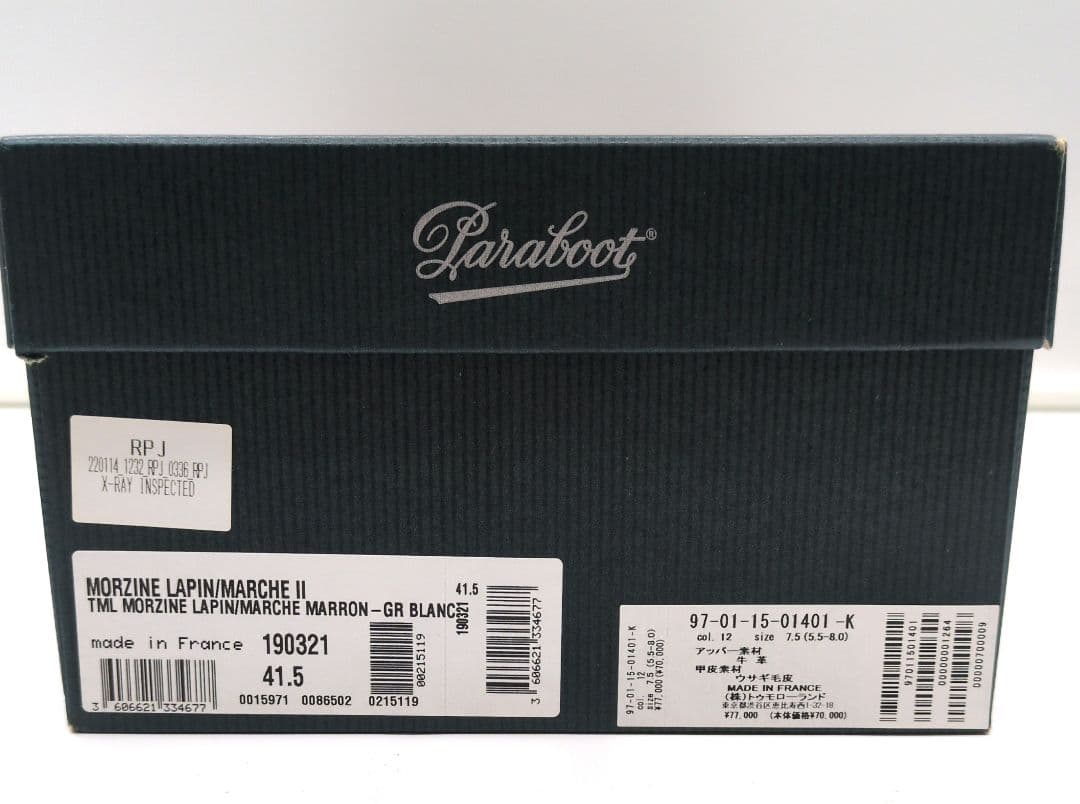 Paraboot®
RPJ
220114_1232_RPJ_0336_RPJ
X-RAY INSPECTED
MORZINE LAPIN/MARCHE II
41.5
TML MORZINE LAPIN/MARCHE MARRON-GR BLANC
190321
made in France 190321
41.5
3 606621 334677
0015971 0086502 0215119
00215119
3 606621 334677
97-01-15-01401-K
col. 12
size 7.5 (5.5-8.0)
¥77,000 (¥70,000)
97-01-15-01401-K
col. 12 size 7.5 (5.5-8.0)
アッパー素材
牛 革
甲皮素材
ウサギ毛皮
MADE IN FRANCE
(株)トゥモローランド
東京都渋谷区恵比寿西1-32-18
¥77,000 (本体価格¥70,000)
97011501401
00000001264
00000700009